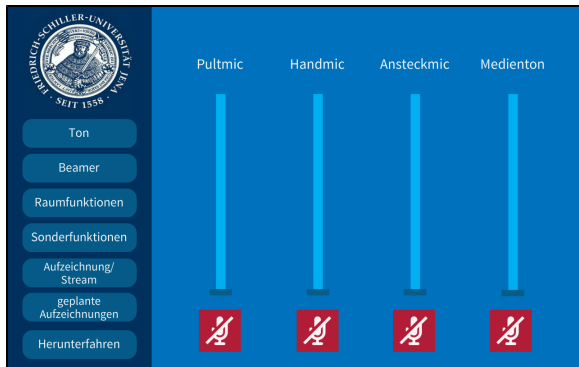 FRIEDRICH-SCHILLER-UNIVERSITÄT JENA
· SEIT 1558 ·
Ton
Beamer
Raumfunktionen
Sonderfunktionen
Aufzeichnung/
Stream
geplante
Aufzeichnungen
Herunterfahren
Pultmic
Handmic
Ansteckmic
Medienton